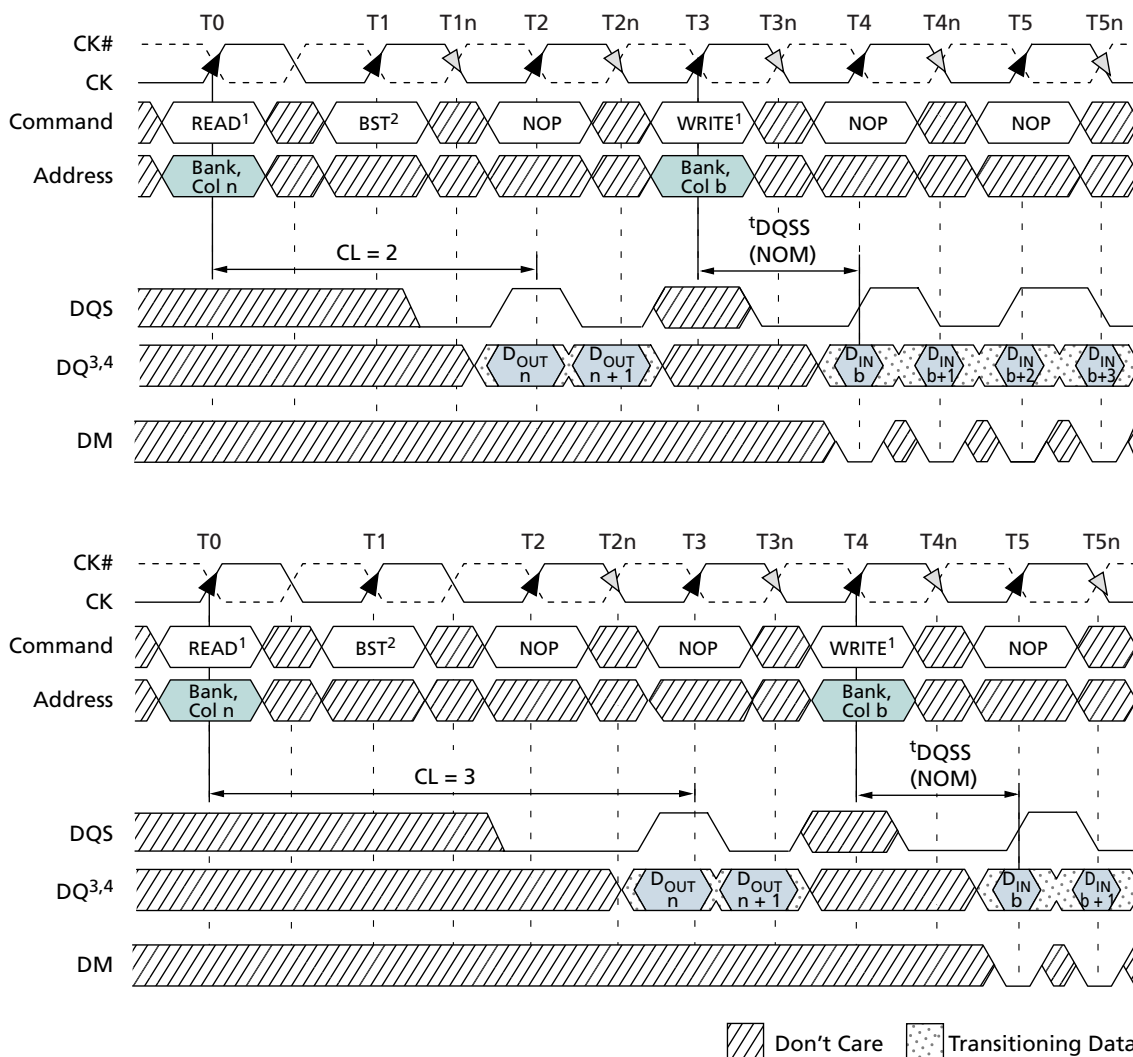 T0 T1 T1n T2 T2n T3 T3n T4 T4n T5 T5n
CK#
CK
Command READ¹ BST² NOP WRITE¹ NOP NOP
Address Bank, Col n Bank, Col b
CL = 2 tDQSS (NOM)
DQS
DQ³,⁴ DOUT n DOUT n + 1 DIN b DIN b+1 DIN b+2 DIN b+3
DM
T0 T1 T2 T2n T3 T3n T4 T4n T5 T5n
CK#
CK
Command READ¹ BST² NOP NOP WRITE¹ NOP
Address Bank, Col n Bank, Col b
CL = 3 tDQSS (NOM)
DQS
DQ³,⁴ DOUT n DOUT n + 1 DIN b DIN b + 1
DM
Don't Care Transitioning Data